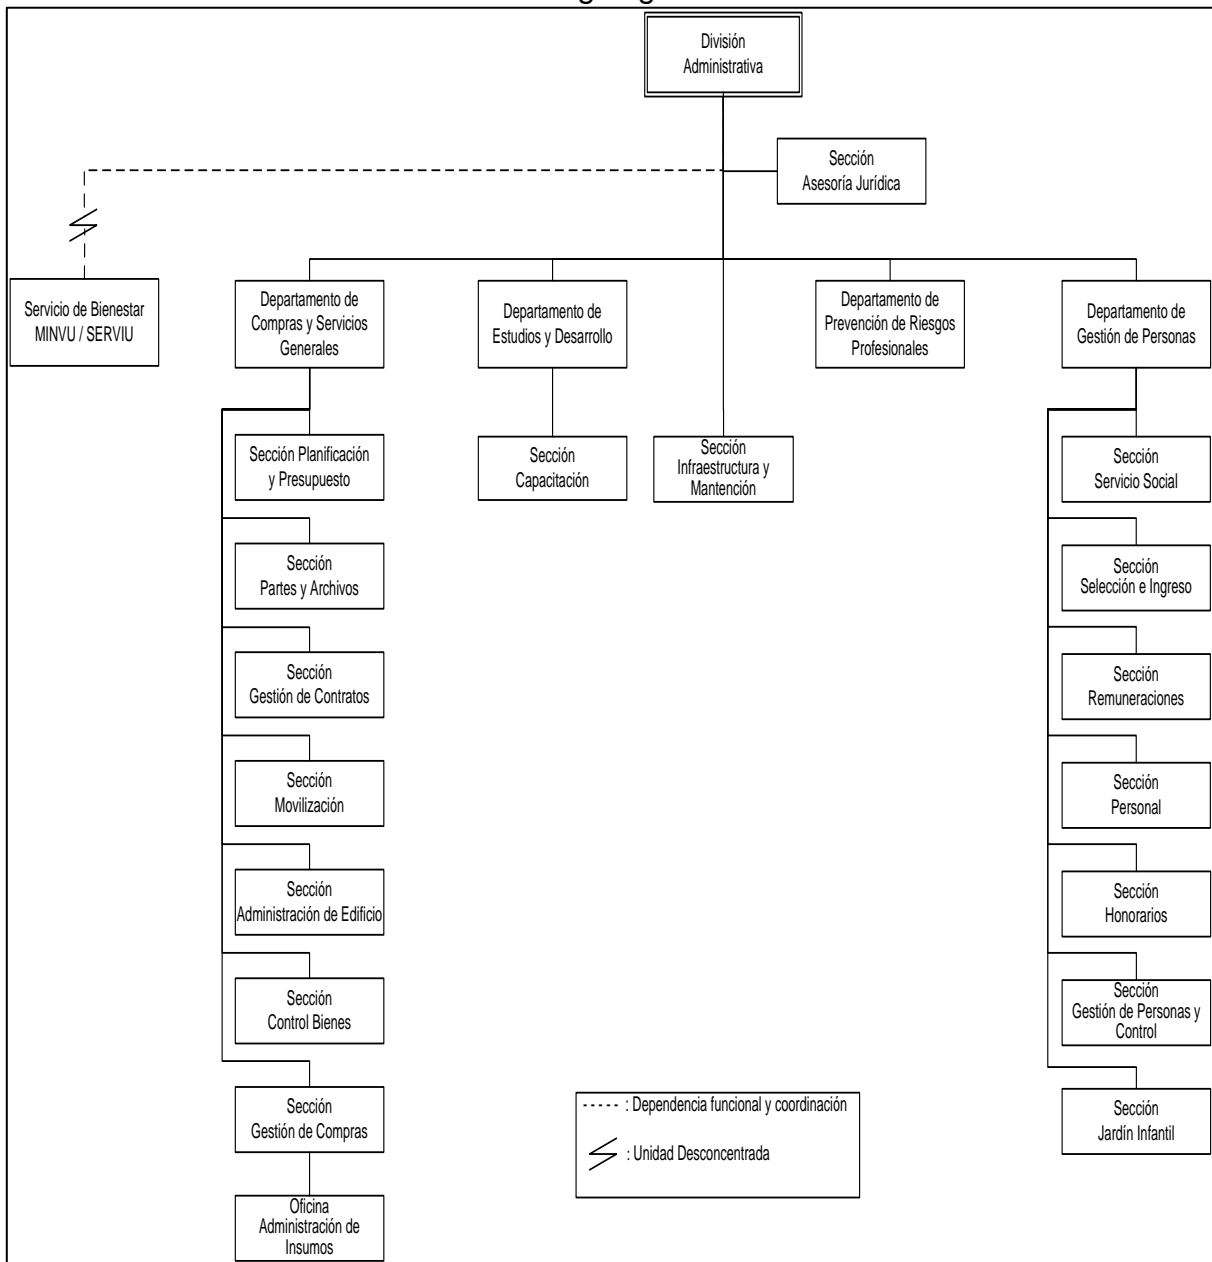 División
Administrativa
Sección
Asesoría Jurídica
Servicio de Bienestar
MINVU / SERVIU
Departamento de
Compras y Servicios
Generales
Departamento de
Estudios y Desarrollo
Departamento de
Prevención de Riesgos
Profesionales
Departamento de
Gestión de Personas
Sección Planificación
y Presupuesto
Sección
Capacitación
Sección
Infraestructura y
Mantención
Sección
Servicio Social
Sección
Partes y Archivos
Sección
Selección e Ingreso
Sección
Gestión de Contratos
Sección
Remuneraciones
Sección
Movilización
Sección
Personal
Sección
Administración de Edificio
Sección
Honorarios
Sección
Control Bienes
Sección
Gestión de Personas y
Control
Sección
Gestión de Compras
Sección
Jardín Infantil
Oficina
Administración de
Insumos
----- : Dependencia funcional y coordinación
: Unidad Desconcentrada